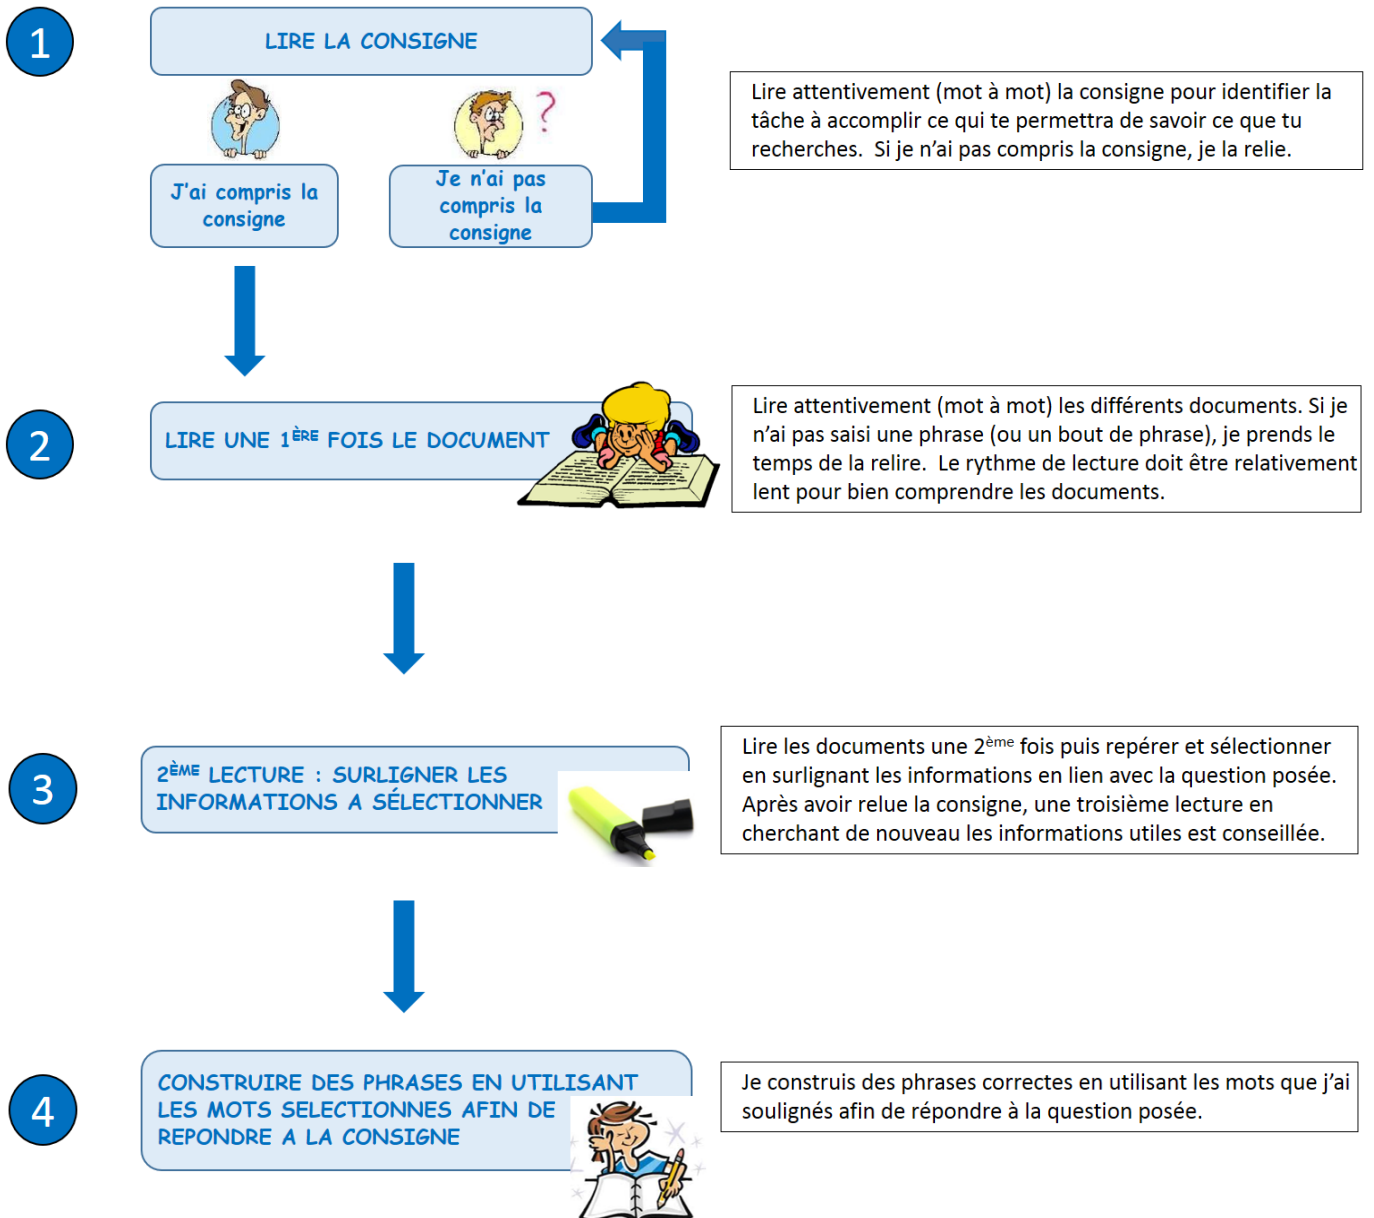 1
LIRE LA CONSIGNE
?
J'ai compris la
consigne
Je n'ai pas
compris la
consigne
Lire attentivement (mot à mot) la consigne pour identifier la
tâche à accomplir ce qui te permettra de savoir ce que tu
recherches. Si je n'ai pas compris la consigne, je la relie.
2
LIRE UNE 1ÈRE FOIS LE DOCUMENT
Lire attentivement (mot à mot) les différents documents. Si je
n'ai pas saisi une phrase (ou un bout de phrase), je prends le
temps de la relire. Le rythme de lecture doit être relativement
lent pour bien comprendre les documents.
3
2ÈME LECTURE : SURLIGNER LES
INFORMATIONS A SÉLECTIONNER
Lire les documents une 2ème fois puis repérer et sélectionner
en surlignant les informations en lien avec la question posée.
Après avoir relue la consigne, une troisième lecture en
cherchant de nouveau les informations utiles est conseillée.
4
CONSTRUIRE DES PHRASES EN UTILISANT
LES MOTS SELECTIONNES AFIN DE
REPONDRE A LA CONSIGNE
Je construis des phrases correctes en utilisant les mots que j'ai
soulignés afin de répondre à la question posée.